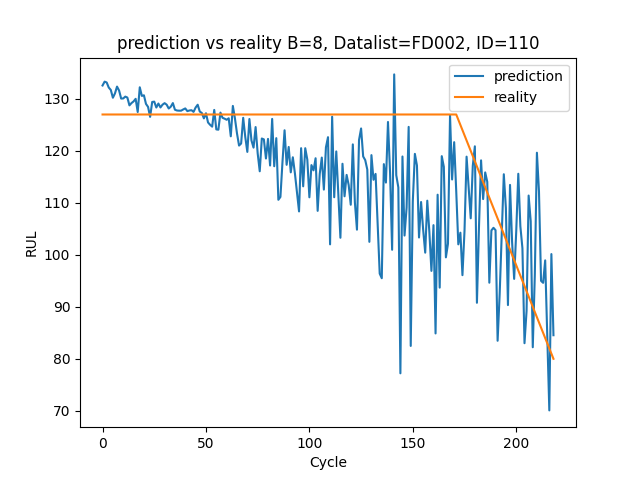 prediction vs reality B=8, Datalist=FD002, ID=110
prediction
reality
RUL
130
120
110
100
90
80
70
0 50 100 150 200
Cycle